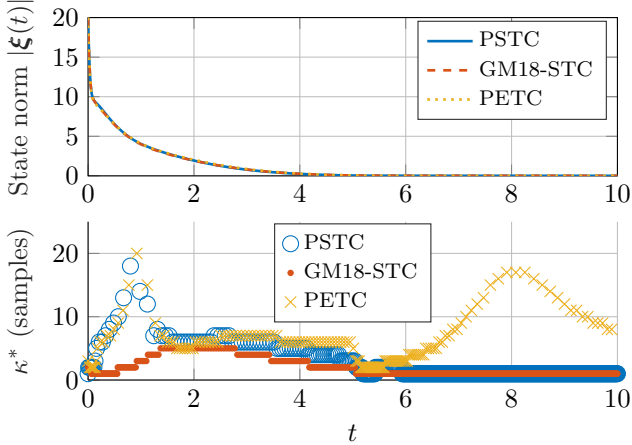 State norm |ξ(t)|
20
15
10
5
0
PSTC
GM18-STC
PETC
0 2 4 6 8 10
κ* (samples)
20
10
0
PSTC
GM18-STC
PETC
0 2 4 6 8 10
t